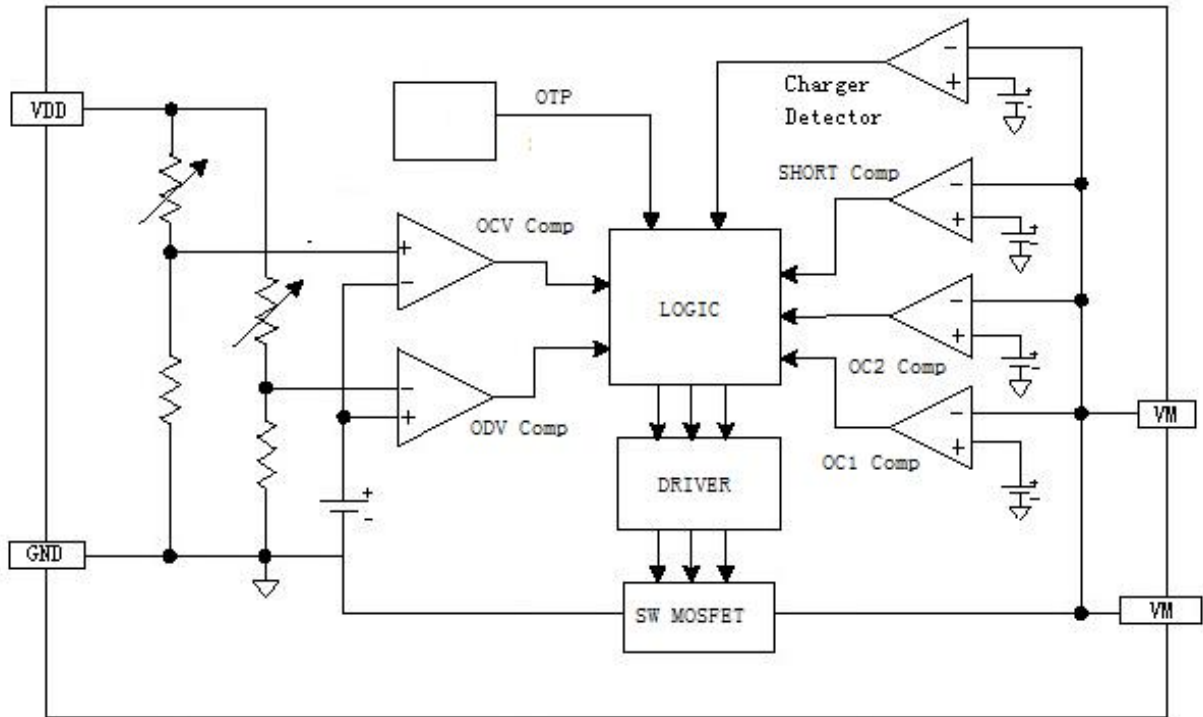 VDD
OTP
Charger
Detector
SHORT Comp
OCV Comp
LOGIC
OC2 Comp
ODV Comp
VM
OC1 Comp
DRIVER
GND
SW MOSFET
VM